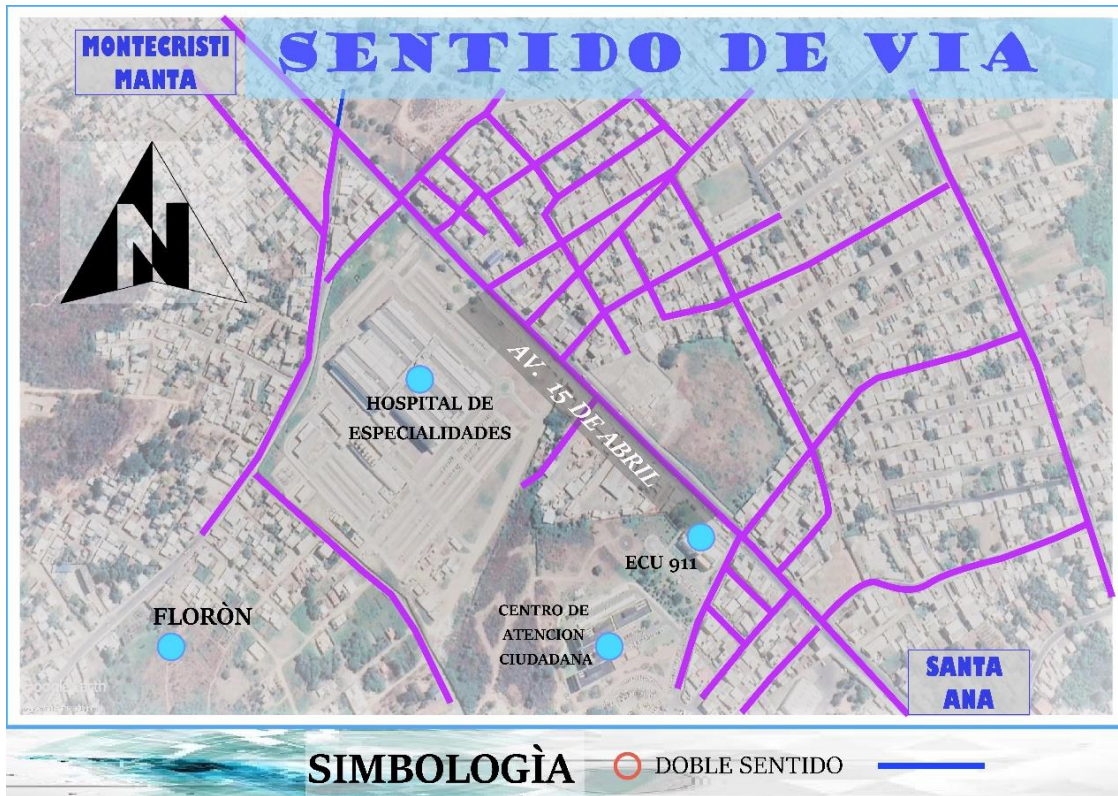 MONTECRISTI
MANTA
SENTIDO DE VIA
N
HOSPITAL DE
ESPECIALIDADES
AV. 15 DE ABRIL
ECU 911
FLORÒN
CENTRO DE
ATENCION
CIUDADANA
SANTA
ANA
SIMBOLOGÌA
DOBLE SENTIDO